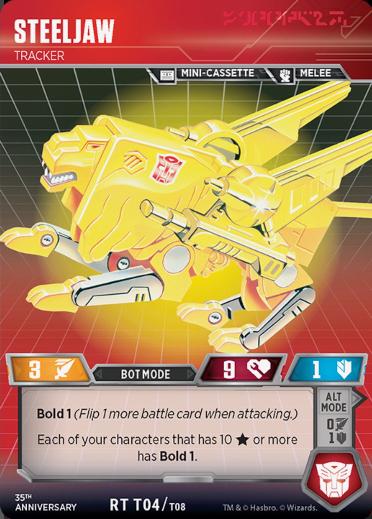 STEELJAW
TRACKER
MINI-CASSETTE MELEE
3 BOT MODE 9 1
Bold 1 (Flip 1 more battle card when attacking.)
Each of your characters that has 10 ★ or more
has Bold 1.
ALT
MODE
0
1
35TH
ANNIVERSARY
RT T04/T08
TM & © Hasbro. © Wizards.